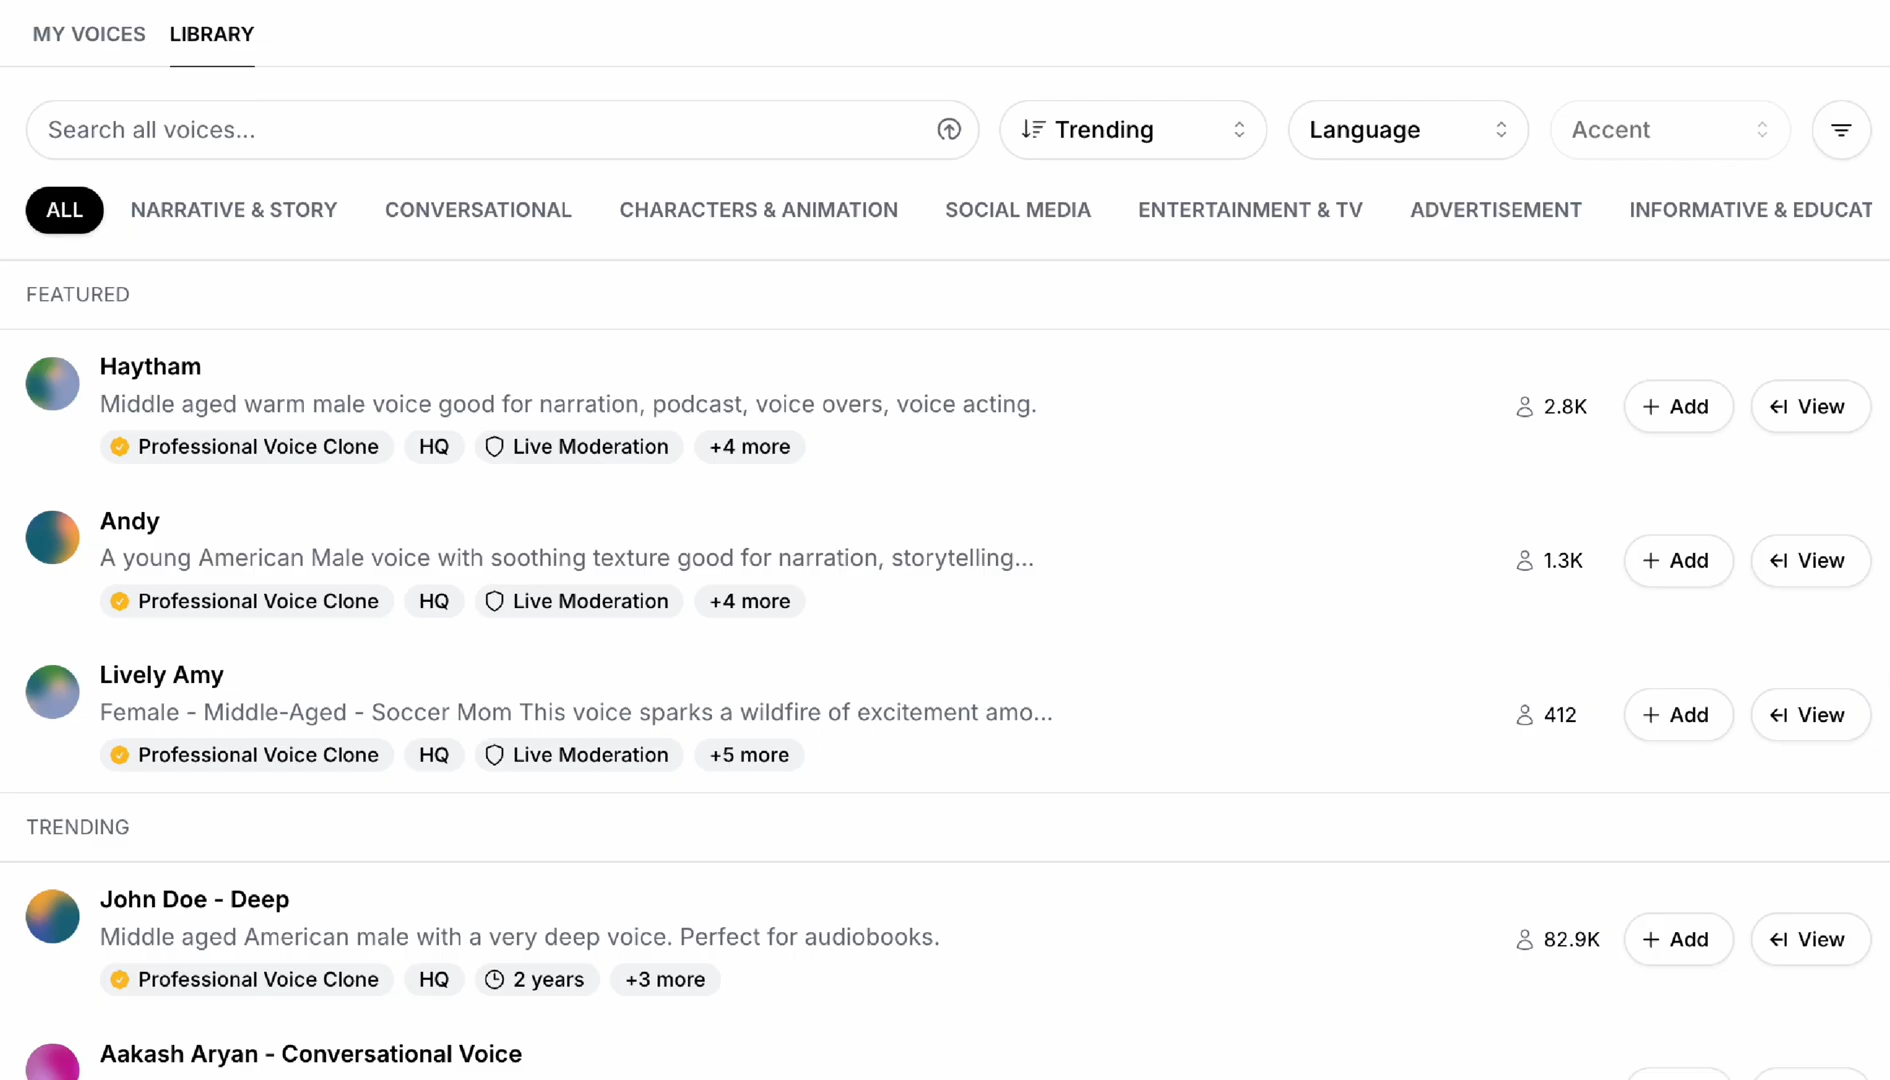 MY VOICES LIBRARY
Search all voices... Trending Language Accent
ALL NARRATIVE & STORY CONVERSATIONAL CHARACTERS & ANIMATION SOCIAL MEDIA ENTERTAINMENT & TV ADVERTISEMENT INFORMATIVE & EDUCAT
FEATURED
Haytham
Middle aged warm male voice good for narration, podcast, voice overs, voice acting.
2.8K + Add View
Professional Voice Clone HQ Live Moderation +4 more
Andy
A young American Male voice with soothing texture good for narration, storytelling...
1.3K + Add View
Professional Voice Clone HQ Live Moderation +4 more
Lively Amy
Female - Middle-Aged - Soccer Mom This voice sparks a wildfire of excitement amo...
412 + Add View
Professional Voice Clone HQ Live Moderation +5 more
TRENDING
John Doe - Deep
Middle aged American male with a very deep voice. Perfect for audiobooks.
82.9K + Add View
Professional Voice Clone HQ 2 years +3 more
Aakash Aryan - Conversational Voice